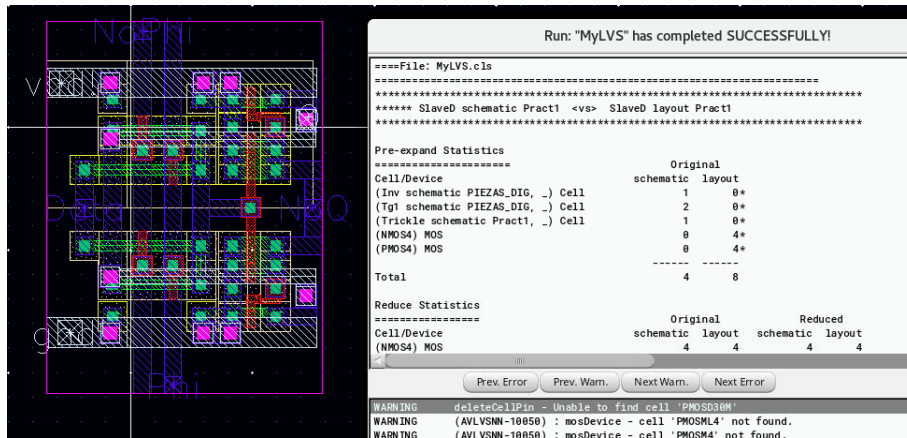 NoPhi
vdd!
Data
N_Q
gnd!
Phi
Run: "MyLVS" has completed SUCCESSFULLY!
====File: MyLVS.cls
======================================================================
*****************************************************************************
****** SlaveD schematic Pract1 <vs> SlaveD layout Pract1
*****************************************************************************
Pre-expand Statistics
====================== Original
Cell/Device schematic layout
(Inv schematic PIEZAS_DIG, _) Cell 1 0*
(Tg1 schematic PIEZAS_DIG, _) Cell 2 0*
(Trickle schematic Pract1, _) Cell 1 0*
(NMOS4) MOS 0 4*
(PMOS4) MOS 0 4*
------ ------
Total 4 8
Reduce Statistics
================= Original Reduced
Cell/Device schematic layout schematic layout
(NMOS4) MOS 4 4 4 4
Prev. Error Prev. Warn. Next Warn. Next Error
WARNING deleteCellPin - Unable to find cell 'PMOSD30M'
WARNING (AVLVSNN-10050) : mosDevice - cell 'PMOSML4' not found.
WARNING (AVLVSNN-10050) : mosDevice - cell 'PMOSM4' not found.